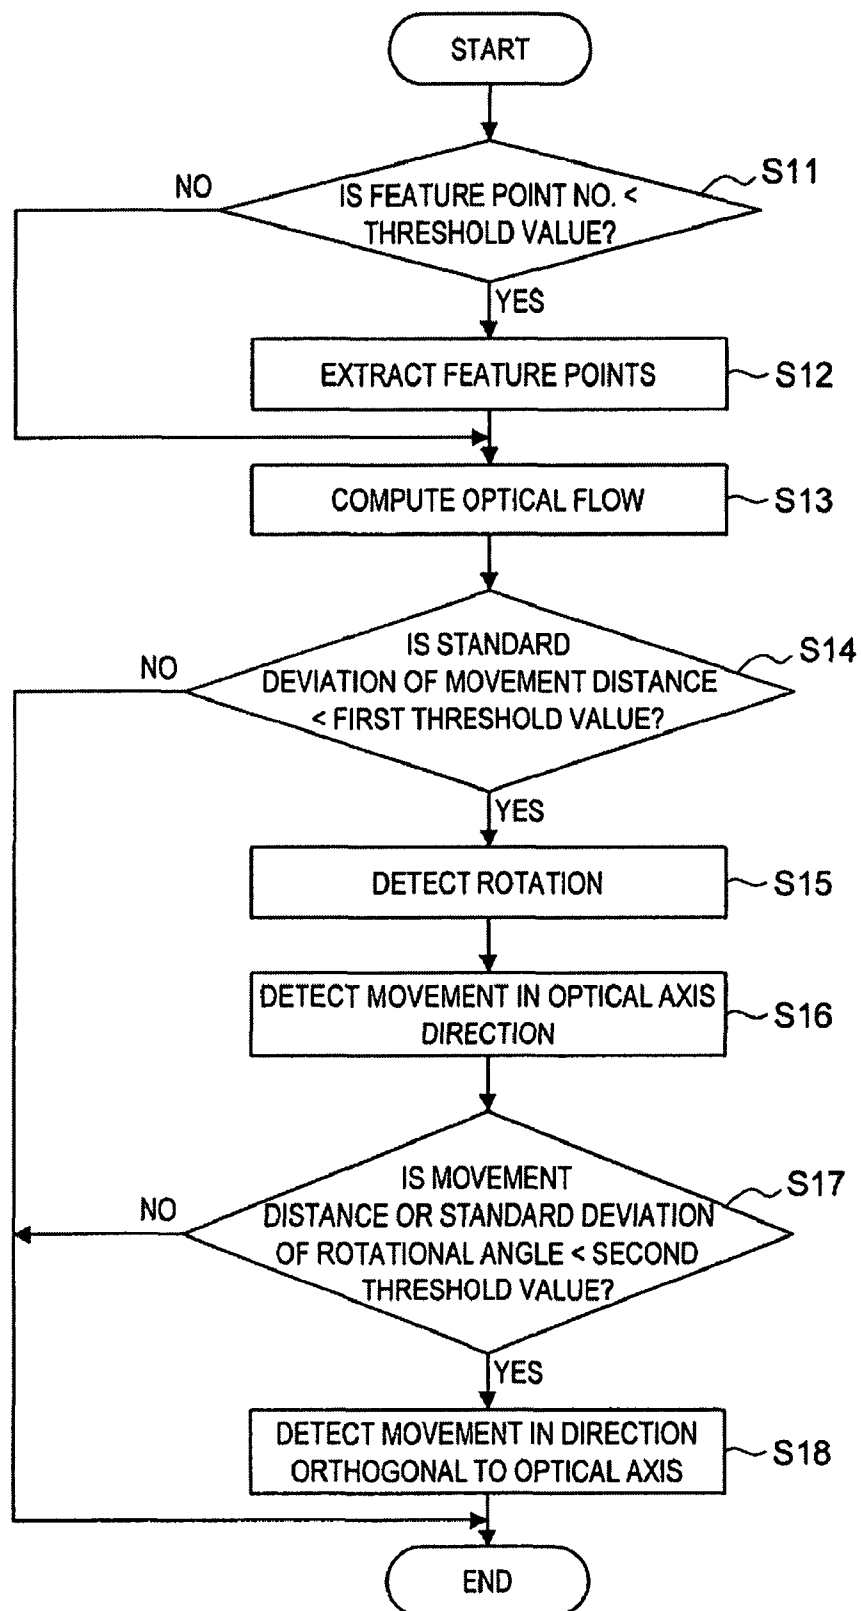 START
S11
NO
IS FEATURE POINT NO. <
THRESHOLD VALUE?
YES
EXTRACT FEATURE POINTS
S12
COMPUTE OPTICAL FLOW
S13
S14
NO
IS STANDARD
DEVIATION OF MOVEMENT DISTANCE
< FIRST THRESHOLD VALUE?
YES
DETECT ROTATION
S15
DETECT MOVEMENT IN OPTICAL AXIS
DIRECTION
S16
S17
NO
IS MOVEMENT
DISTANCE OR STANDARD DEVIATION
OF ROTATIONAL ANGLE < SECOND
THRESHOLD VALUE?
YES
DETECT MOVEMENT IN DIRECTION
ORTHOGONAL TO OPTICAL AXIS
S18
END